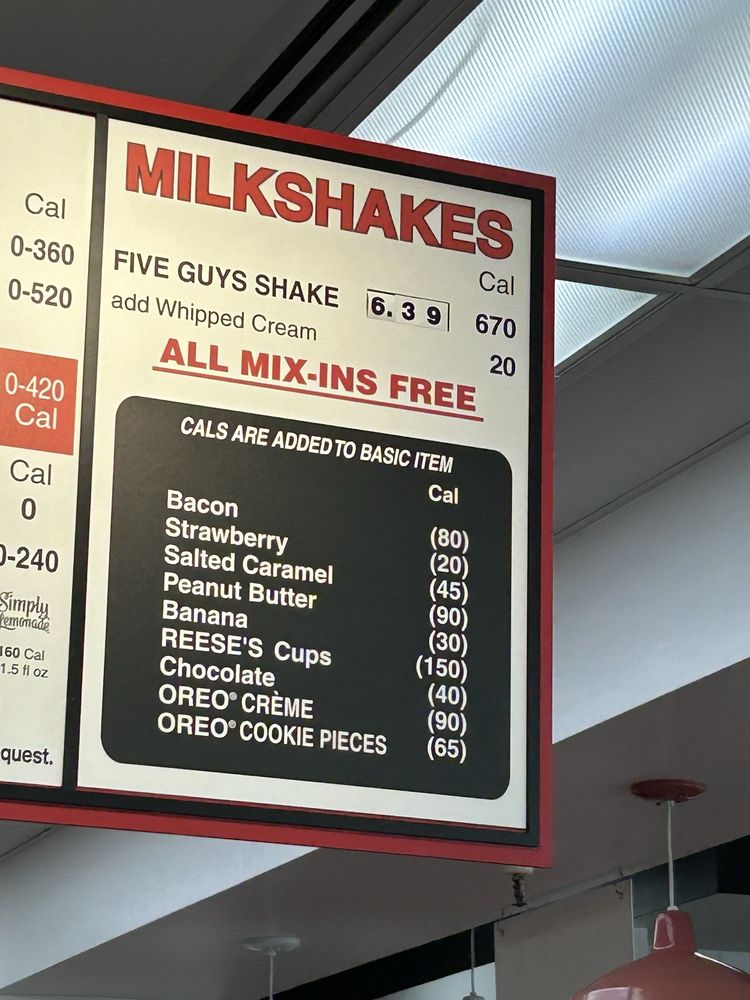 Cal
0-360
0-520
0-420
Cal
Cal
0
0-240
Simply
Lemonade
160 Cal
1.5 fl oz
quest.
MILKSHAKES
Cal
FIVE GUYS SHAKE 6.39 670
add Whipped Cream 20
ALL MIX-INS FREE
CALS ARE ADDED TO BASIC ITEM
Cal
Bacon (80)
Strawberry (20)
Salted Caramel (45)
Peanut Butter (90)
Banana (30)
REESE'S Cups (150)
Chocolate (40)
OREO® CRÈME (90)
OREO® COOKIE PIECES (65)